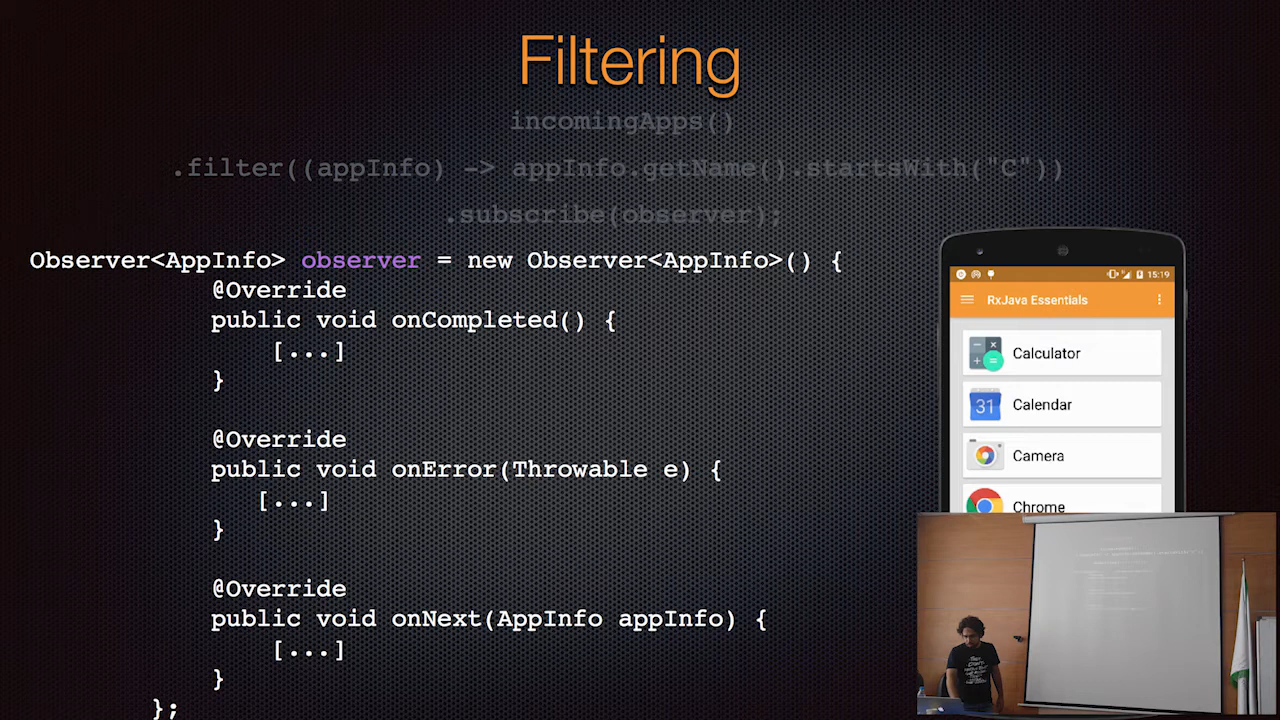 Filtering
incomingApps()
.filter((appInfo) -> appInfo.getName().startsWith("C"))
.subscribe(observer);
Observer<AppInfo> observer = new Observer<AppInfo>() {
@Override
public void onCompleted() {
[...]
}
@Override
public void onError(Throwable e) {
[...]
}
@Override
public void onNext(AppInfo appInfo) {
[...]
}
};
15:19
RxJava Essentials
Calculator
31 Calendar
Camera
Chrome